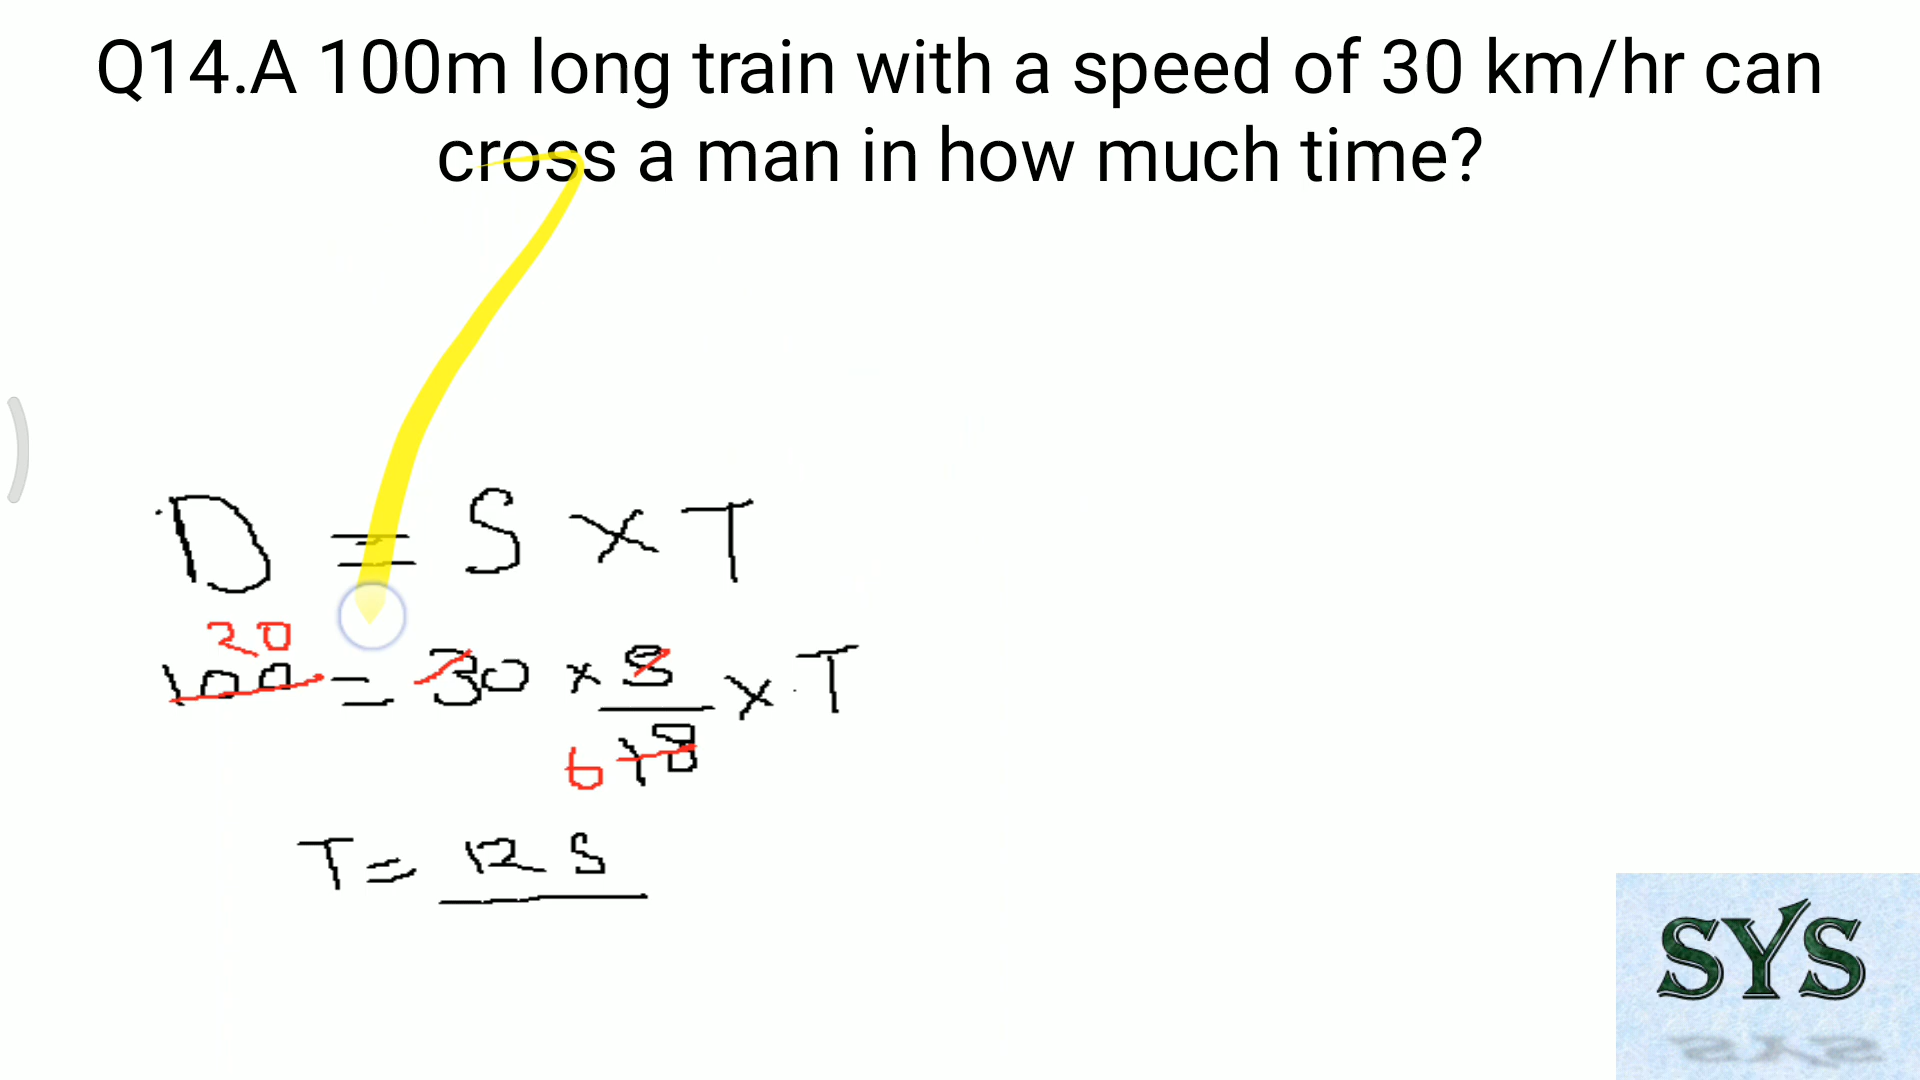 Q14.A 100m long train with a speed of 30 km/hr can
cross a man in how much time?
D = S × T
20
100 = 30 × 5 × T
6 18
T = 12 S
SYS